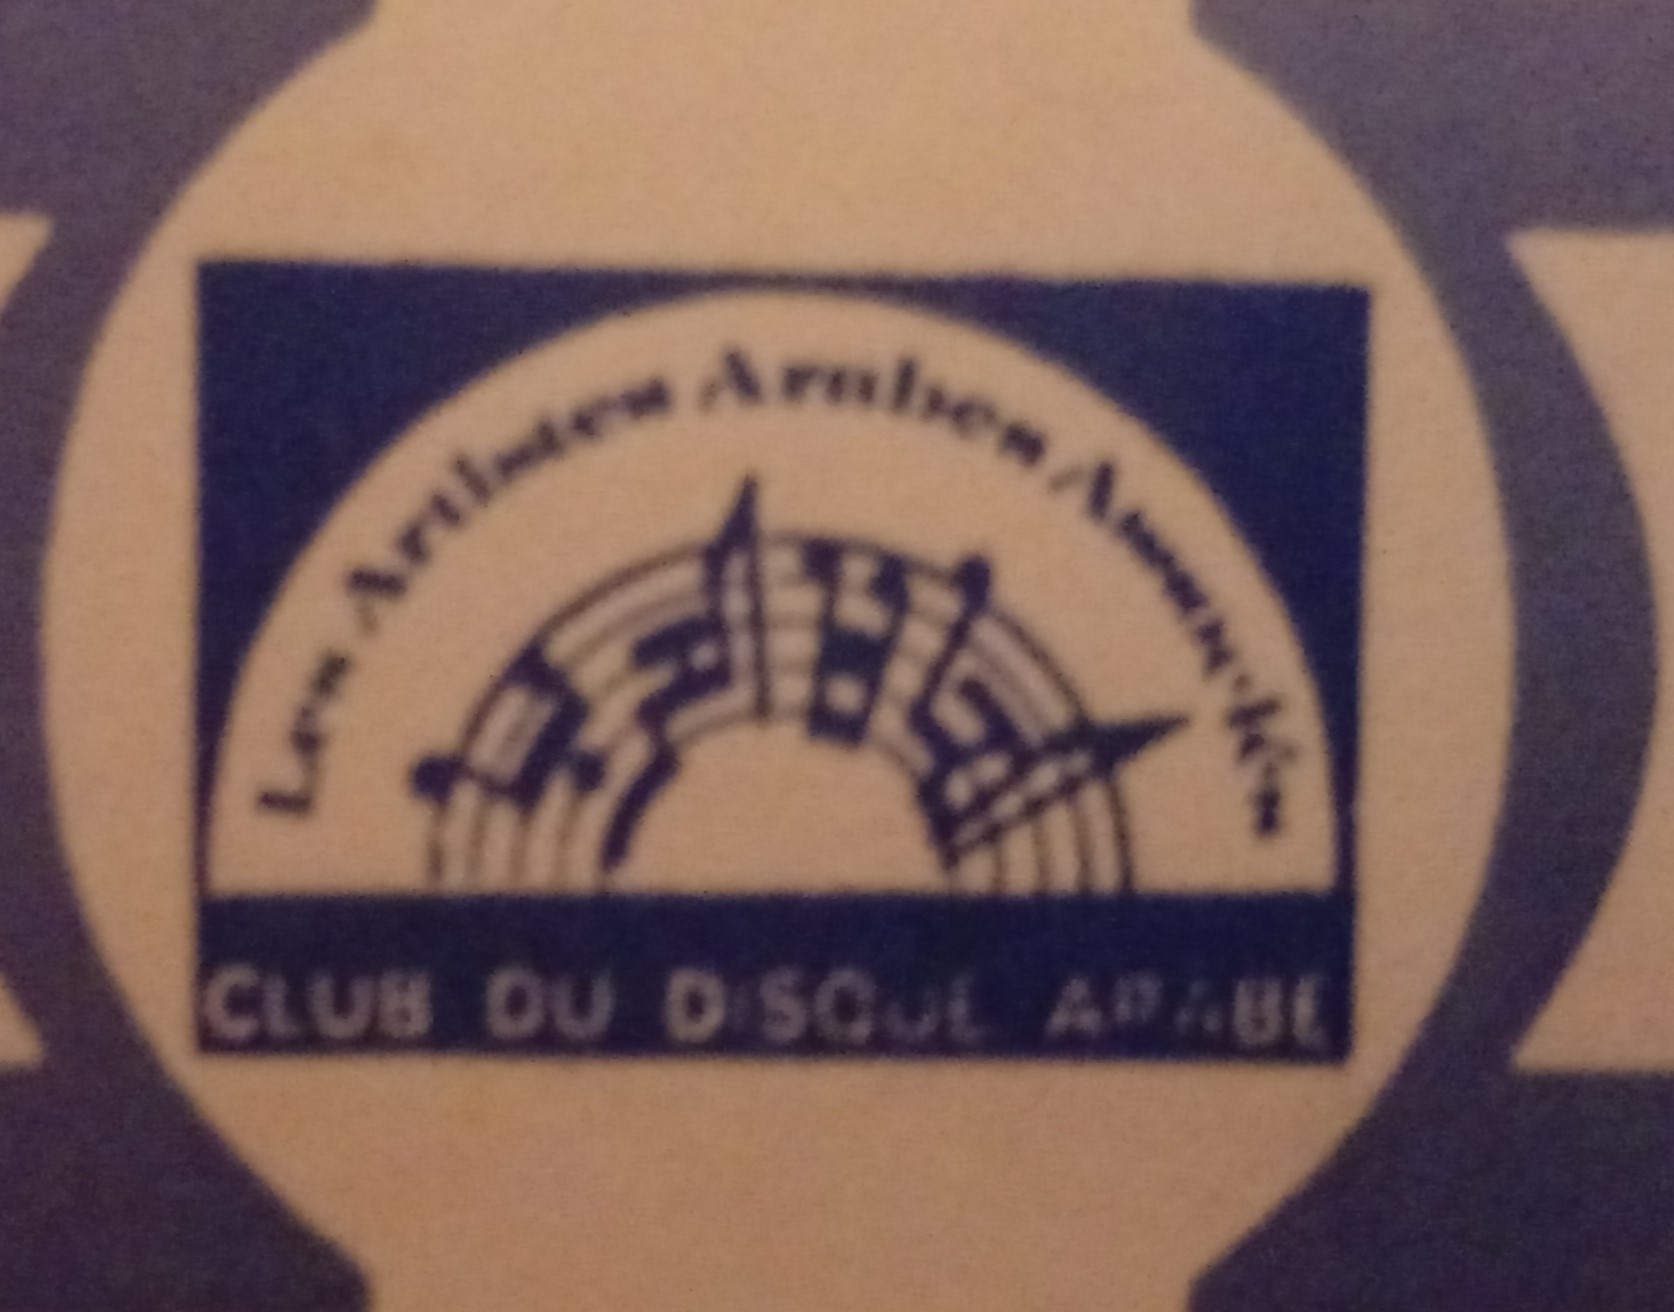 Les Artistes Arabes Associés
CLUB DU DISQUE ARABE